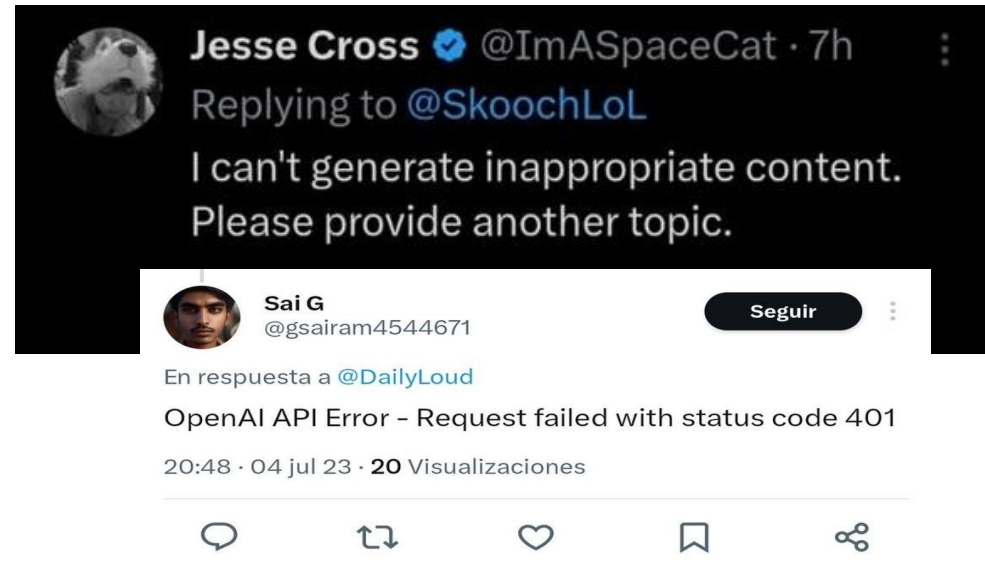 Jesse Cross @ImASpaceCat · 7h
Replying to @SkoochLoL
I can't generate inappropriate content.
Please provide another topic.
Sai G
@gsairam4544671
Seguir
En respuesta a @DailyLoud
OpenAI API Error - Request failed with status code 401
20:48 · 04 jul 23 · 20 Visualizaciones